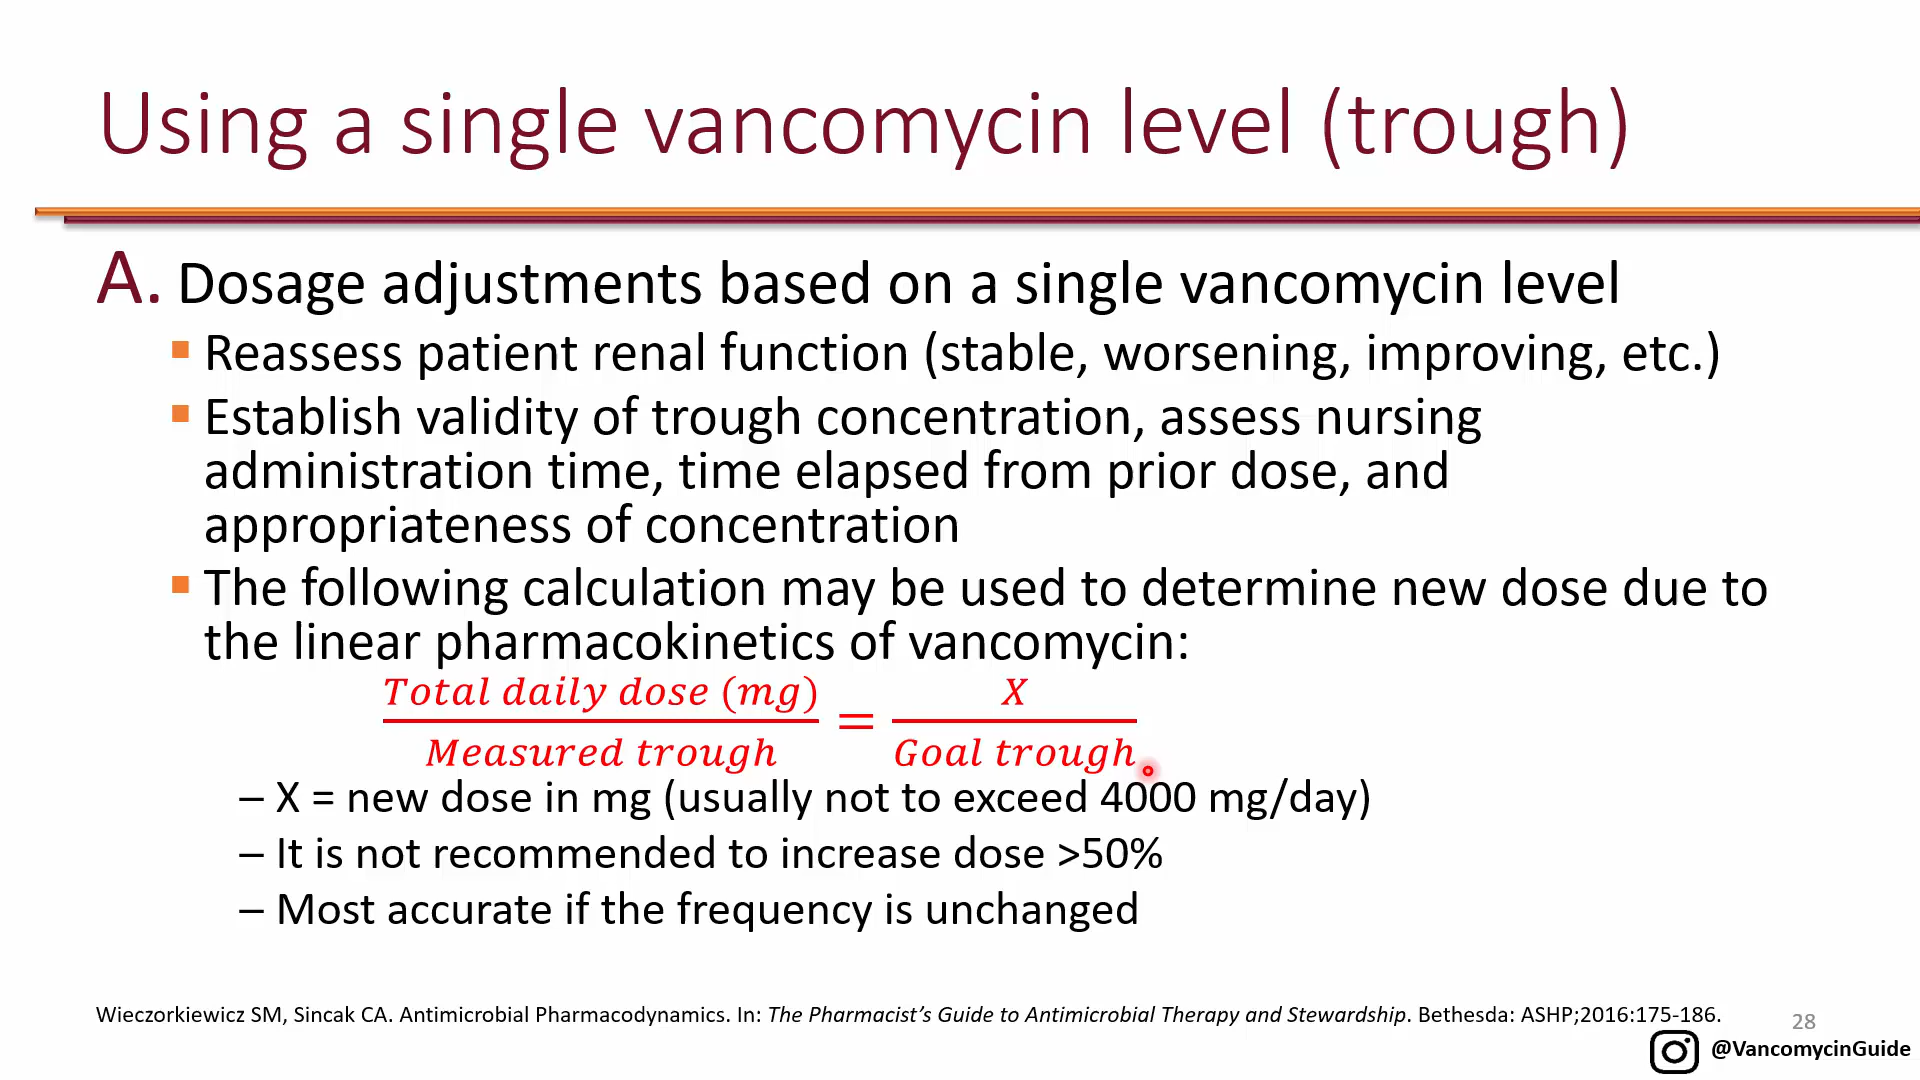 Using a single vancomycin level (trough)
A. Dosage adjustments based on a single vancomycin level
▪ Reassess patient renal function (stable, worsening, improving, etc.)
▪ Establish validity of trough concentration, assess nursing
administration time, time elapsed from prior dose, and
appropriateness of concentration
▪ The following calculation may be used to determine new dose due to
the linear pharmacokinetics of vancomycin:
Total daily dose (mg) / Measured trough = X / Goal trough
– X = new dose in mg (usually not to exceed 4000 mg/day)
– It is not recommended to increase dose >50%
– Most accurate if the frequency is unchanged
Wieczorkiewicz SM, Sincak CA. Antimicrobial Pharmacodynamics. In: The Pharmacist's Guide to Antimicrobial Therapy and Stewardship. Bethesda: ASHP;2016:175-186.
28
@VancomycinGuide